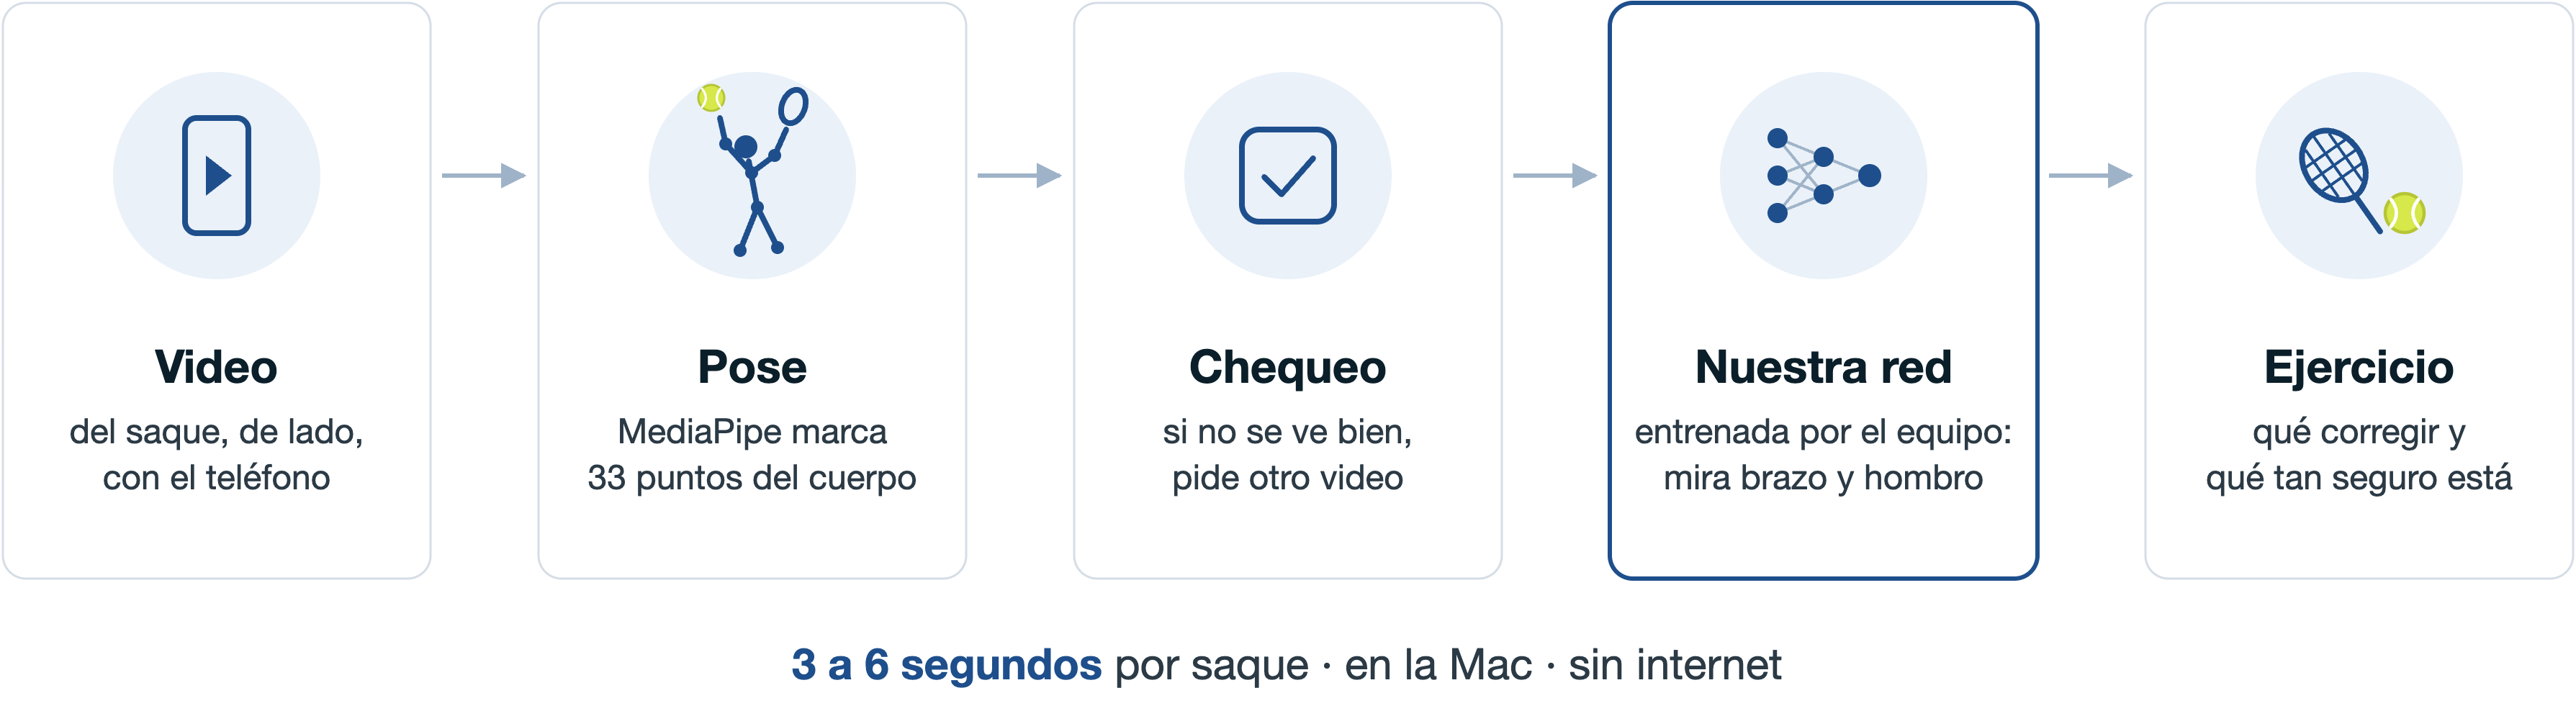 Video
del saque, de lado,
con el teléfono
Pose
MediaPipe marca
33 puntos del cuerpo
Chequeo
si no se ve bien,
pide otro video
Nuestra red
entrenada por el equipo:
mira brazo y hombro
Ejercicio
qué corregir y
qué tan seguro está
3 a 6 segundos por saque · en la Mac · sin internet